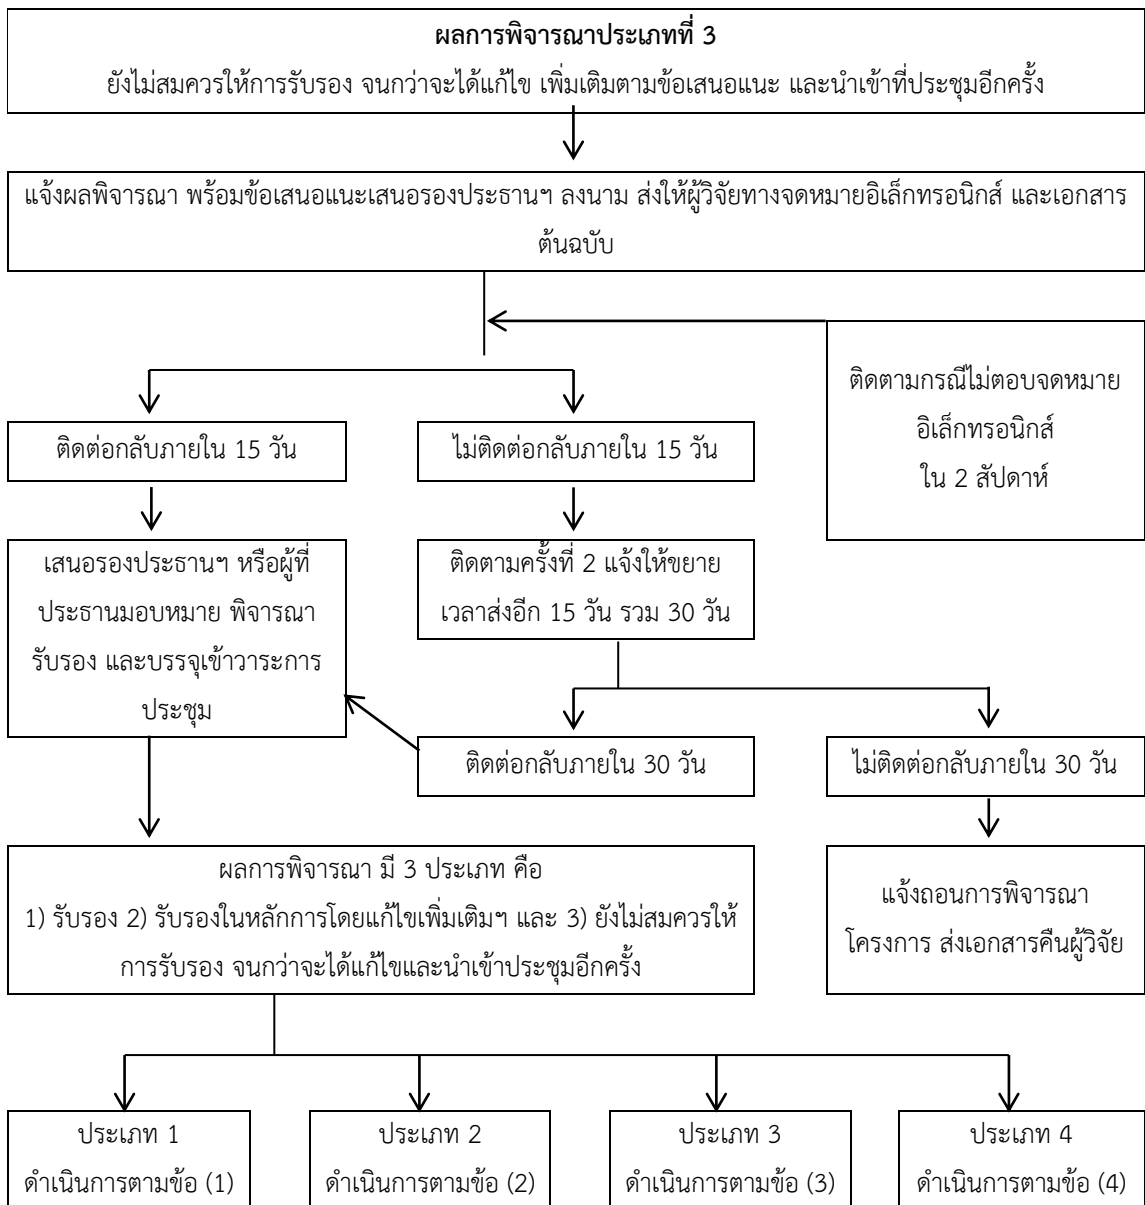 ผลการพิจารณาประเภทที่ 3
ยังไม่สมควรให้การรับรอง จนกว่าจะได้แก้ไข เพิ่มเติมตามข้อเสนอแนะ และนำเข้าที่ประชุมอีกครั้ง
แจ้งผลพิจารณา พร้อมข้อเสนอแนะเสนอรองประธานฯ ลงนาม ส่งให้ผู้วิจัยทางจดหมายอิเล็กทรอนิกส์ และเอกสาร
ต้นฉบับ
ติดตามกรณีไม่ตอบจดหมาย
อิเล็กทรอนิกส์
ใน 2 สัปดาห์
ติดต่อกลับภายใน 15 วัน
ไม่ติดต่อกลับภายใน 15 วัน
เสนอรองประธานฯ หรือผู้ที่
ประธานมอบหมาย พิจารณา
รับรอง และบรรจุเข้าวาระการ
ประชุม
ติดตามครั้งที่ 2 แจ้งให้ขยาย
เวลาส่งอีก 15 วัน รวม 30 วัน
ติดต่อกลับภายใน 30 วัน
ไม่ติดต่อกลับภายใน 30 วัน
ผลการพิจารณา มี 3 ประเภท คือ
1) รับรอง 2) รับรองในหลักการโดยแก้ไขเพิ่มเติมฯ และ 3) ยังไม่สมควรให้
การรับรอง จนกว่าจะได้แก้ไขและนำเข้าประชุมอีกครั้ง
แจ้งถอนการพิจารณา
โครงการ ส่งเอกสารคืนผู้วิจัย
ประเภท 1
ดำเนินการตามข้อ (1)
ประเภท 2
ดำเนินการตามข้อ (2)
ประเภท 3
ดำเนินการตามข้อ (3)
ประเภท 4
ดำเนินการตามข้อ (4)